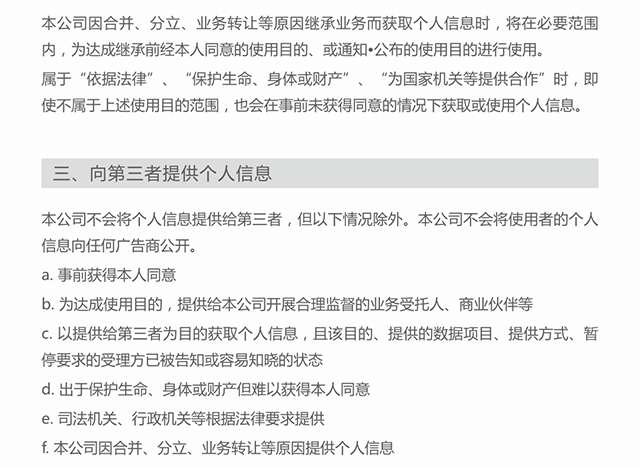 本公司因合并、分立、业务转让等原因继承业务而获取个人信息时，将在必要范围
内，为达成继承前经本人同意的使用目的、或通知•公布的使用目的进行使用。
属于“依据法律”、“保护生命、身体或财产”、“为国家机关等提供合作”时，即
使不属于上述使用目的范围，也会在事前未获得同意的情况下获取或使用个人信息。
三、向第三者提供个人信息
本公司不会将个人信息提供给第三者，但以下情况除外。本公司不会将使用者的个人
信息向任何广告商公开。
a. 事前获得本人同意
b. 为达成使用目的，提供给本公司开展合理监督的业务受托人、商业伙伴等
c. 以提供给第三者为目的获取个人信息，且该目的、提供的数据项目、提供方式、暂
停要求的受理方已被告知或容易知晓的状态
d. 出于保护生命、身体或财产但难以获得本人同意
e. 司法机关、行政机关等根据法律要求提供
f. 本公司因合并、分立、业务转让等原因提供个人信息